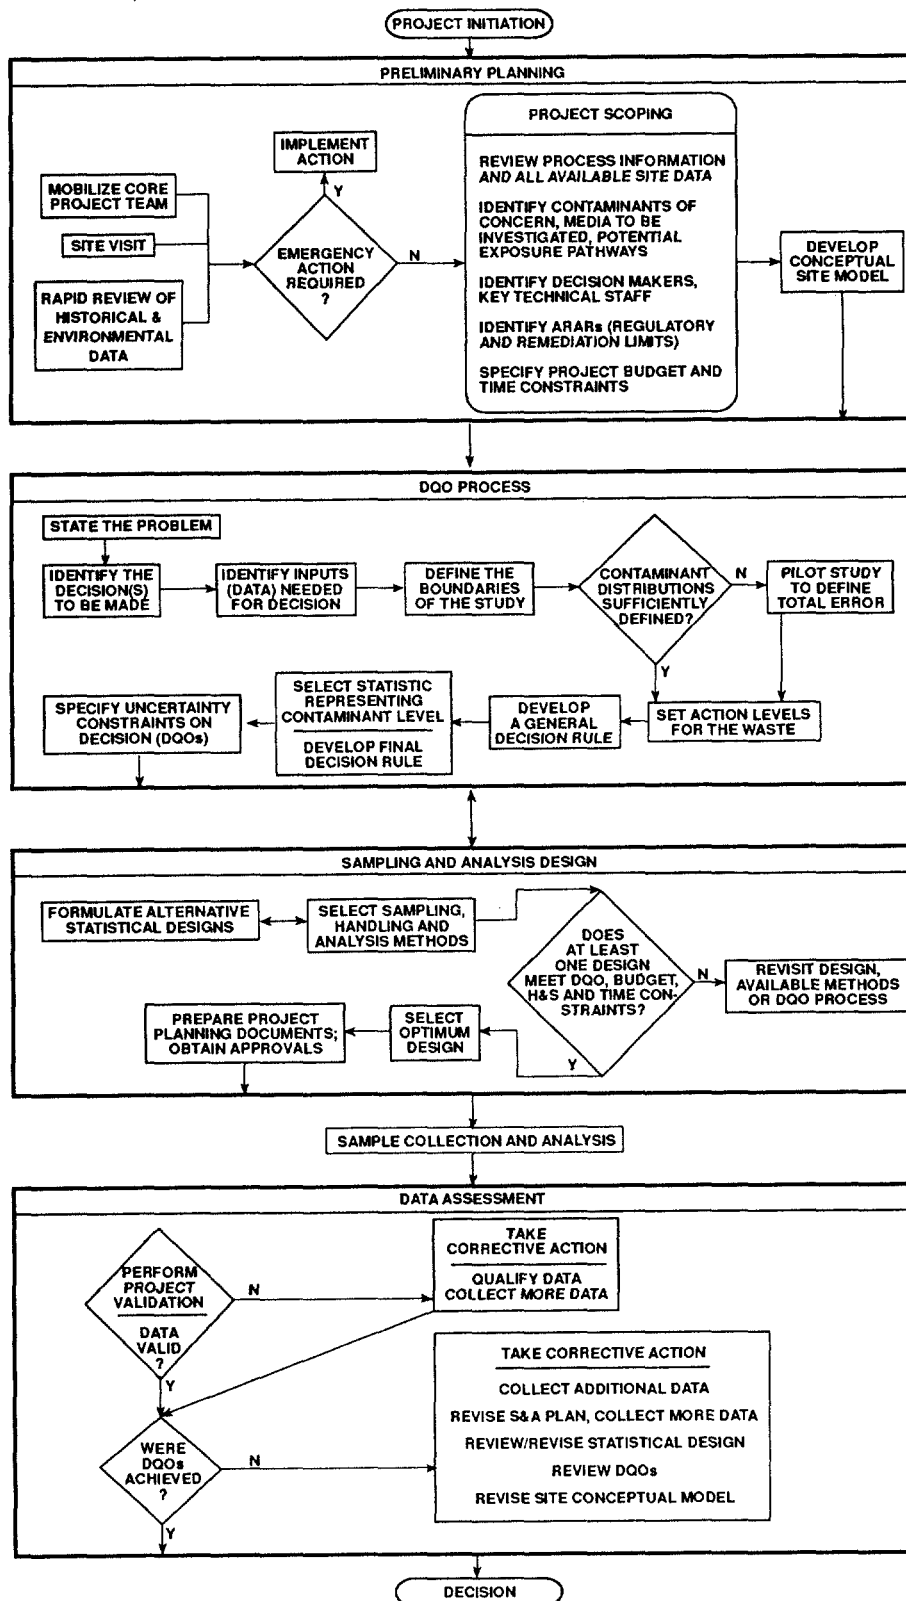 PROJECT INITIATION
PRELIMINARY PLANNING
MOBILIZE CORE
PROJECT TEAM
SITE VISIT
RAPID REVIEW OF
HISTORICAL &
ENVIRONMENTAL
DATA
IMPLEMENT
ACTION
Y
EMERGENCY
ACTION
REQUIRED
?
N
PROJECT SCOPING
REVIEW PROCESS INFORMATION
AND ALL AVAILABLE SITE DATA
IDENTIFY CONTAMINANTS OF
CONCERN, MEDIA TO BE
INVESTIGATED, POTENTIAL
EXPOSURE PATHWAYS
IDENTIFY DECISION MAKERS,
KEY TECHNICAL STAFF
IDENTIFY ARARs (REGULATORY
AND REMEDIATION LIMITS)
SPECIFY PROJECT BUDGET AND
TIME CONSTRAINTS
DEVELOP
CONCEPTUAL
SITE MODEL
DQO PROCESS
STATE THE PROBLEM
IDENTIFY THE
DECISION(S)
TO BE MADE
IDENTIFY INPUTS
(DATA) NEEDED
FOR DECISION
DEFINE THE
BOUNDARIES
OF THE STUDY
CONTAMINANT
DISTRIBUTIONS
SUFFICIENTLY
DEFINED?
N
PILOT STUDY
TO DEFINE
TOTAL ERROR
Y
SET ACTION LEVELS
FOR THE WASTE
DEVELOP
A GENERAL
DECISION RULE
SELECT STATISTIC
REPRESENTING
CONTAMINANT LEVEL
DEVELOP FINAL
DECISION RULE
SPECIFY UNCERTAINTY
CONSTRAINTS ON
DECISION (DQOs)
SAMPLING AND ANALYSIS DESIGN
FORMULATE ALTERNATIVE
STATISTICAL DESIGNS
SELECT SAMPLING,
HANDLING AND
ANALYSIS METHODS
DOES
AT LEAST
ONE DESIGN
MEET DQO, BUDGET,
H&S AND TIME CON-
STRAINTS?
N
REVISIT DESIGN,
AVAILABLE METHODS
OR DQO PROCESS
Y
SELECT
OPTIMUM
DESIGN
PREPARE PROJECT
PLANNING DOCUMENTS;
OBTAIN APPROVALS
SAMPLE COLLECTION AND ANALYSIS
DATA ASSESSMENT
PERFORM
PROJECT
VALIDATION
DATA
VALID
?
N
TAKE
CORRECTIVE ACTION
QUALIFY DATA
COLLECT MORE DATA
Y
WERE
DQOs
ACHIEVED
?
N
TAKE CORRECTIVE ACTION
COLLECT ADDITIONAL DATA
REVISE S&A PLAN, COLLECT MORE DATA
REVIEW/REVISE STATISTICAL DESIGN
REVIEW DQOs
REVISE SITE CONCEPTUAL MODEL
Y
DECISION